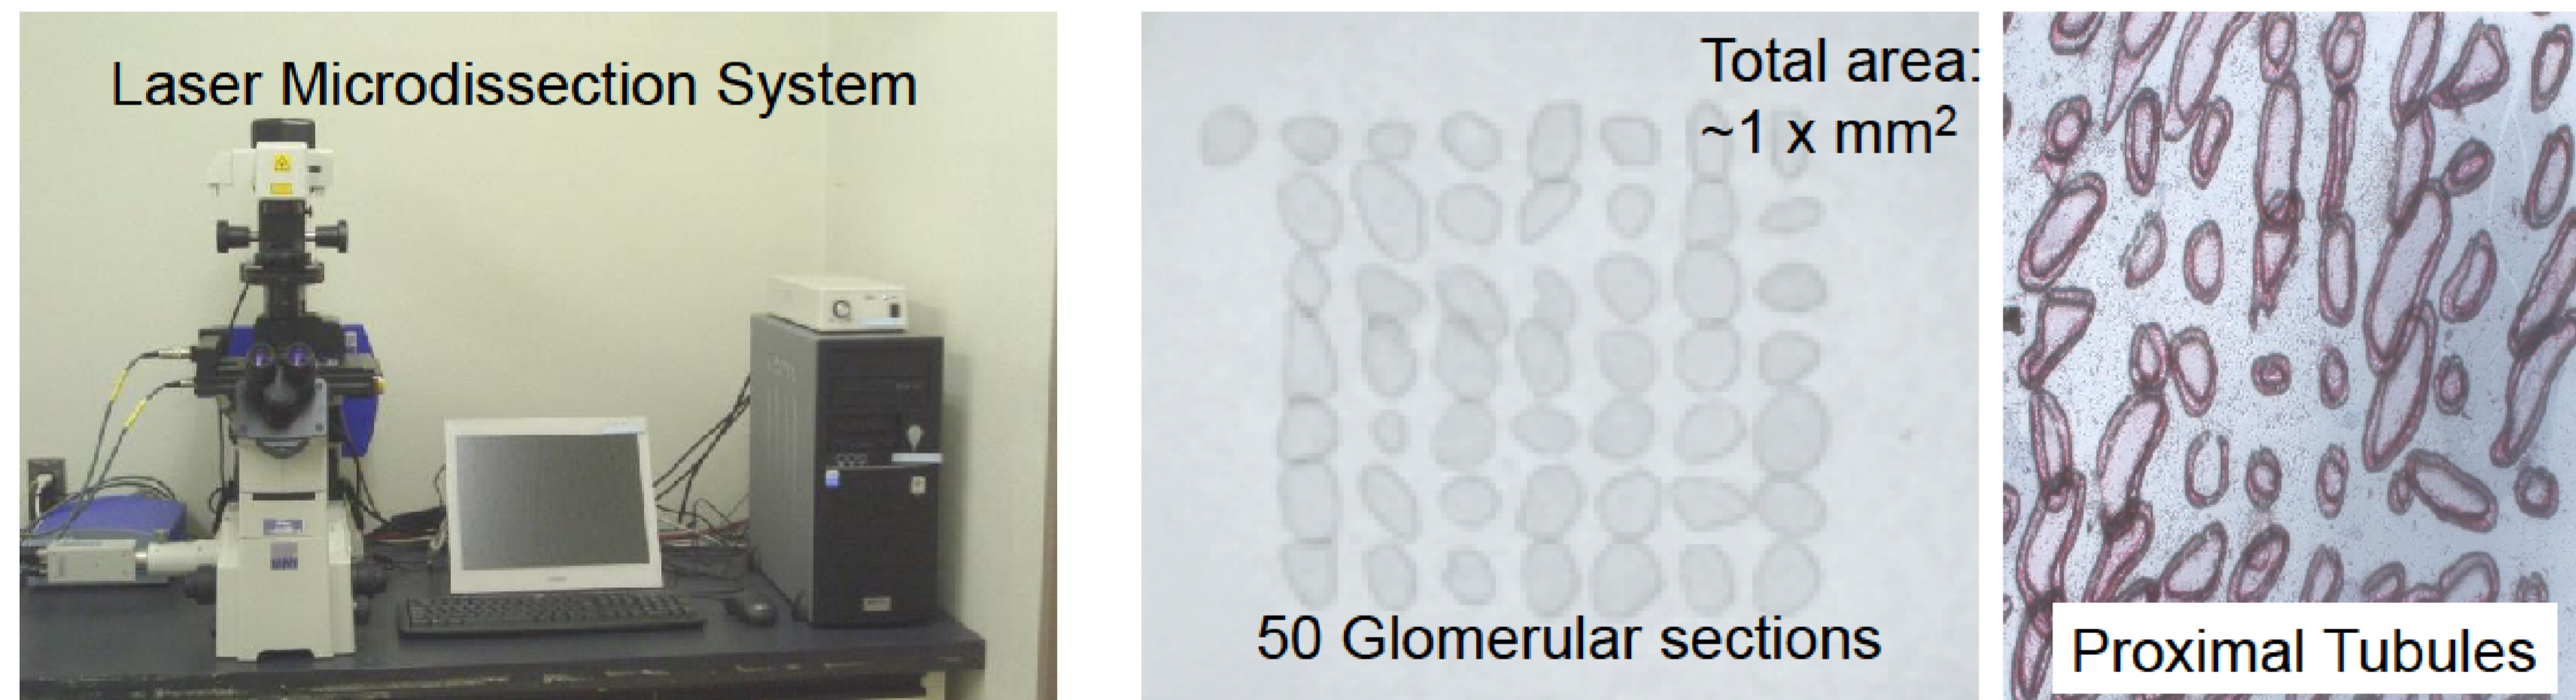 Laser Microdissection System
Total area:
~1 x mm²
50 Glomerular sections
Proximal Tubules